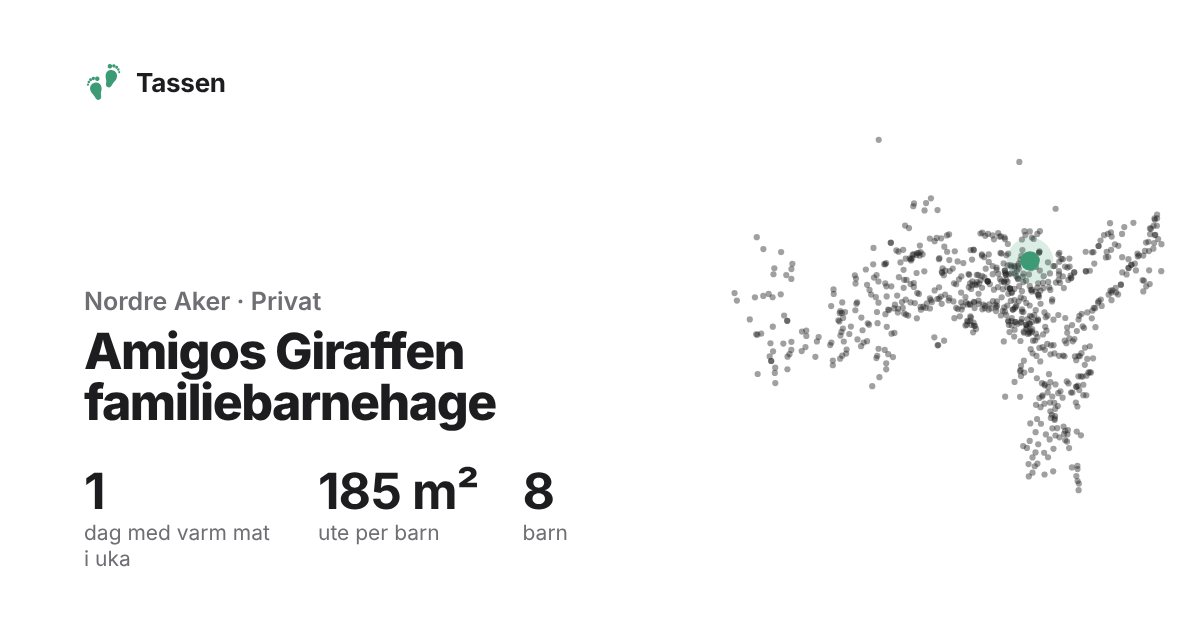 Tassen
Nordre Aker · Privat
Amigos Giraffen
familiebarnehage
1
dag med varm mat
i uka
185 m²
ute per barn
8
barn